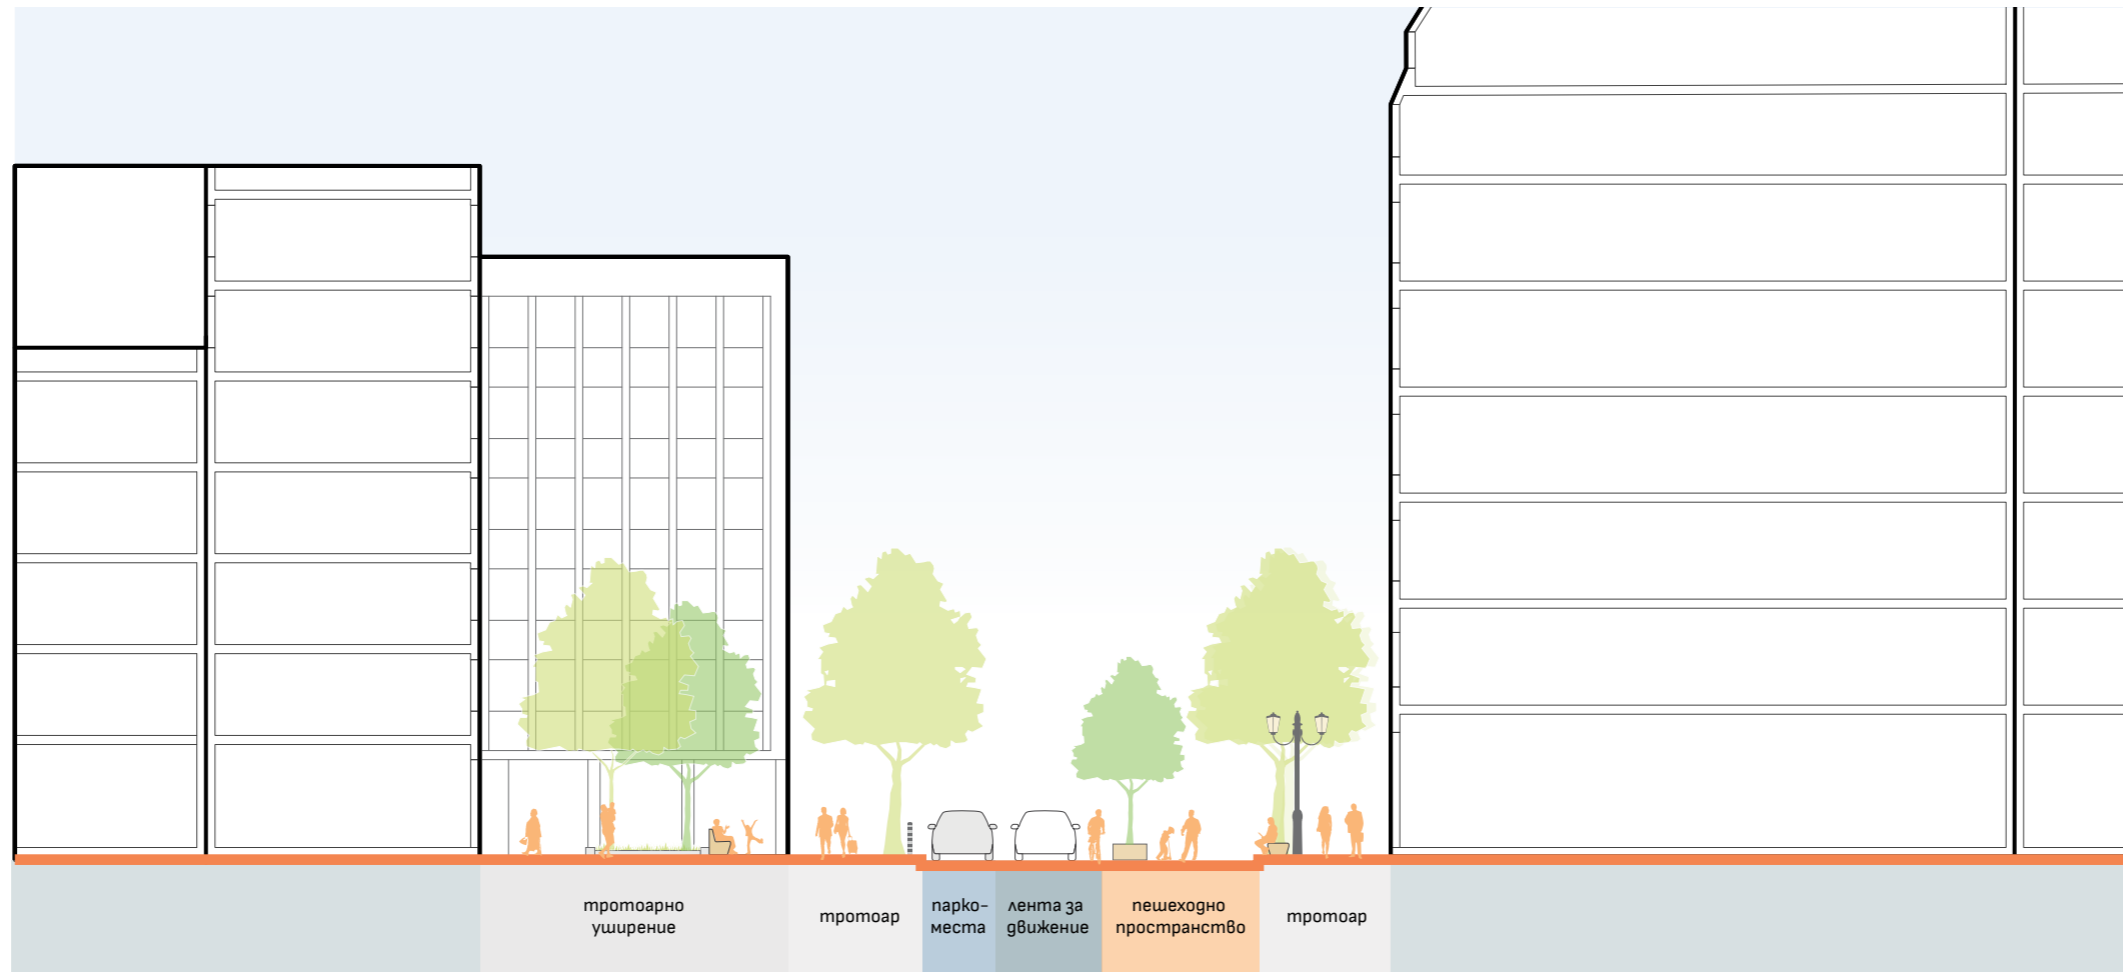 тротоарно
уширение
тротоар
парко-
места
лента за
движение
пешеходно
пространство
тротоар